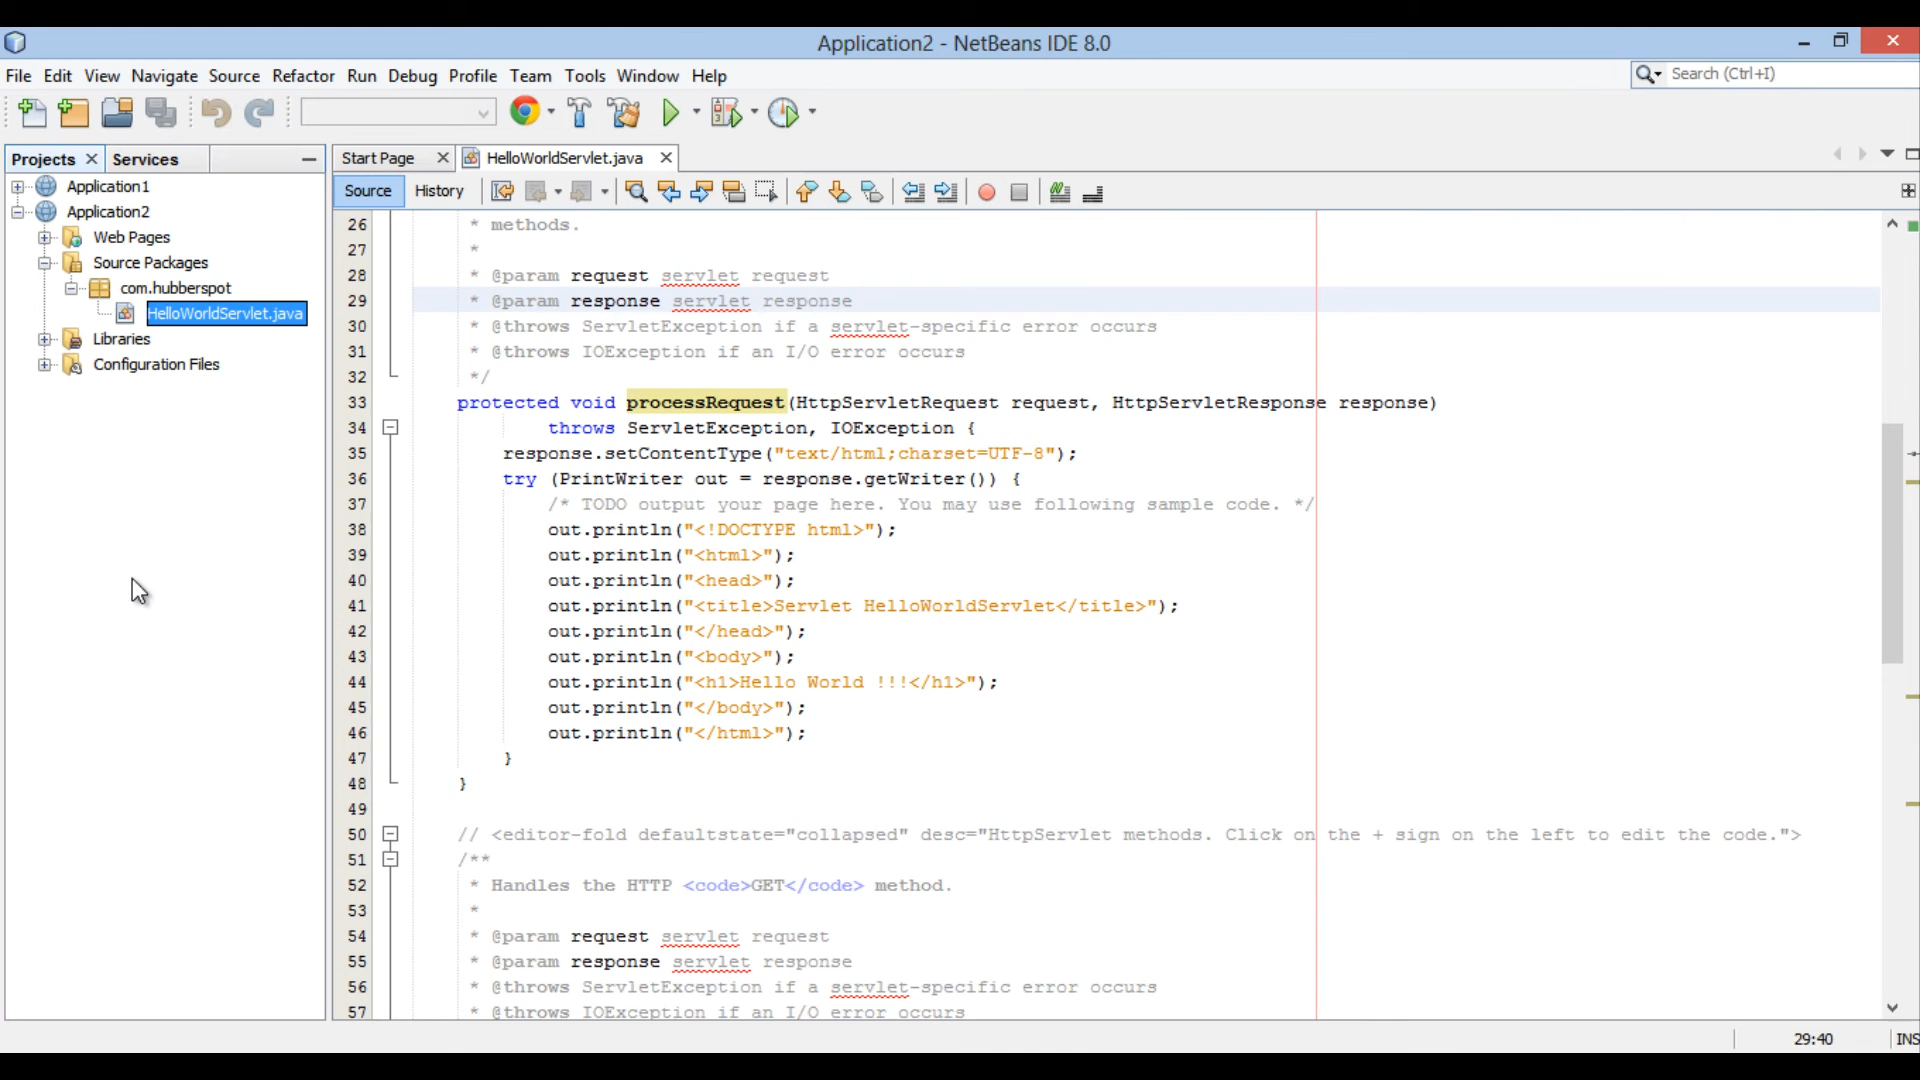 Application2 - NetBeans IDE 8.0
File Edit View Navigate Source Refactor Run Debug Profile Team Tools Window Help
Search (Ctrl+I)
Projects Services
Start Page HelloWorldServlet.java
Source History
Application1
Application2
Web Pages
Source Packages
com.hubberspot
HelloWorldServlet.java
Libraries
Configuration Files
26 * methods.
27 *
28 * @param request servlet request
29 * @param response servlet response
30 * @throws ServletException if a servlet-specific error occurs
31 * @throws IOException if an I/O error occurs
32 */
33 protected void processRequest(HttpServletRequest request, HttpServletResponse response)
34 throws ServletException, IOException {
35 response.setContentType("text/html;charset=UTF-8");
36 try (PrintWriter out = response.getWriter()) {
37 /* TODO output your page here. You may use following sample code. */
38 out.println("<!DOCTYPE html>");
39 out.println("<html>");
40 out.println("<head>");
41 out.println("<title>Servlet HelloWorldServlet</title>");
42 out.println("</head>");
43 out.println("<body>");
44 out.println("<h1>Hello World !!!</h1>");
45 out.println("</body>");
46 out.println("</html>");
47 }
48 }
49
50 // <editor-fold defaultstate="collapsed" desc="HttpServlet methods. Click on the + sign on the left to edit the code.">
51 /**
52 * Handles the HTTP <code>GET</code> method.
53 *
54 * @param request servlet request
55 * @param response servlet response
56 * @throws ServletException if a servlet-specific error occurs
57 * @throws IOException if an I/O error occurs
29:40 INS